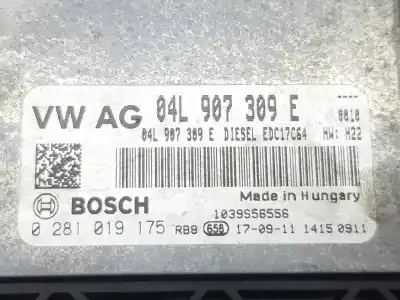 VW AG 04L 907 309 E 0010
04L 907 309 E DIESEL EDC17C64 HW: H22
Made in Hungary
BOSCH 1039S56556
0 281 019 175 RB8 658 17-09-11 1415 0911